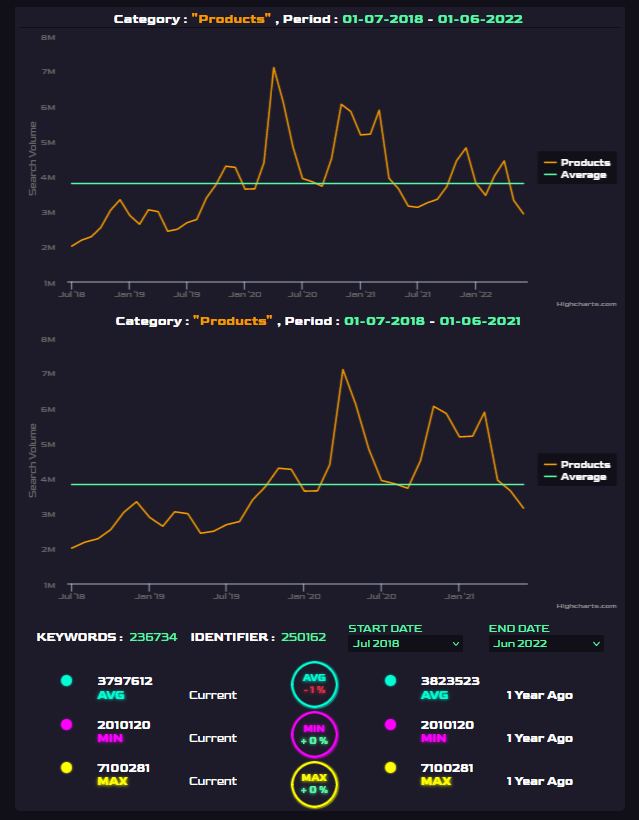 Category : "Products" , Period : 01-07-2018 - 01-06-2022
8M
7M
6M
5M
4M
3M
2M
1M
Search Volume
Jul '18
Jan '19
Jul '19
Jan '20
Jul '20
Jan '21
Jul '21
Jan '22
Products
Average
Highcharts.com
Category : "Products" , Period : 01-07-2018 - 01-06-2021
8M
7M
6M
5M
4M
3M
2M
1M
Search Volume
Jul '18
Jan '19
Jul '19
Jan '20
Jul '20
Jan '21
Products
Average
Highcharts.com
KEYWORDS : 236734 IDENTIFIER : 250162
START DATE
Jul 2018
END DATE
Jun 2022
3797612
AVG
Current
AVG
-1 %
3823523
AVG
1 Year Ago
2010120
MIN
Current
MIN
+ 0 %
2010120
MIN
1 Year Ago
7100281
MAX
Current
MAX
+ 0 %
7100281
MAX
1 Year Ago